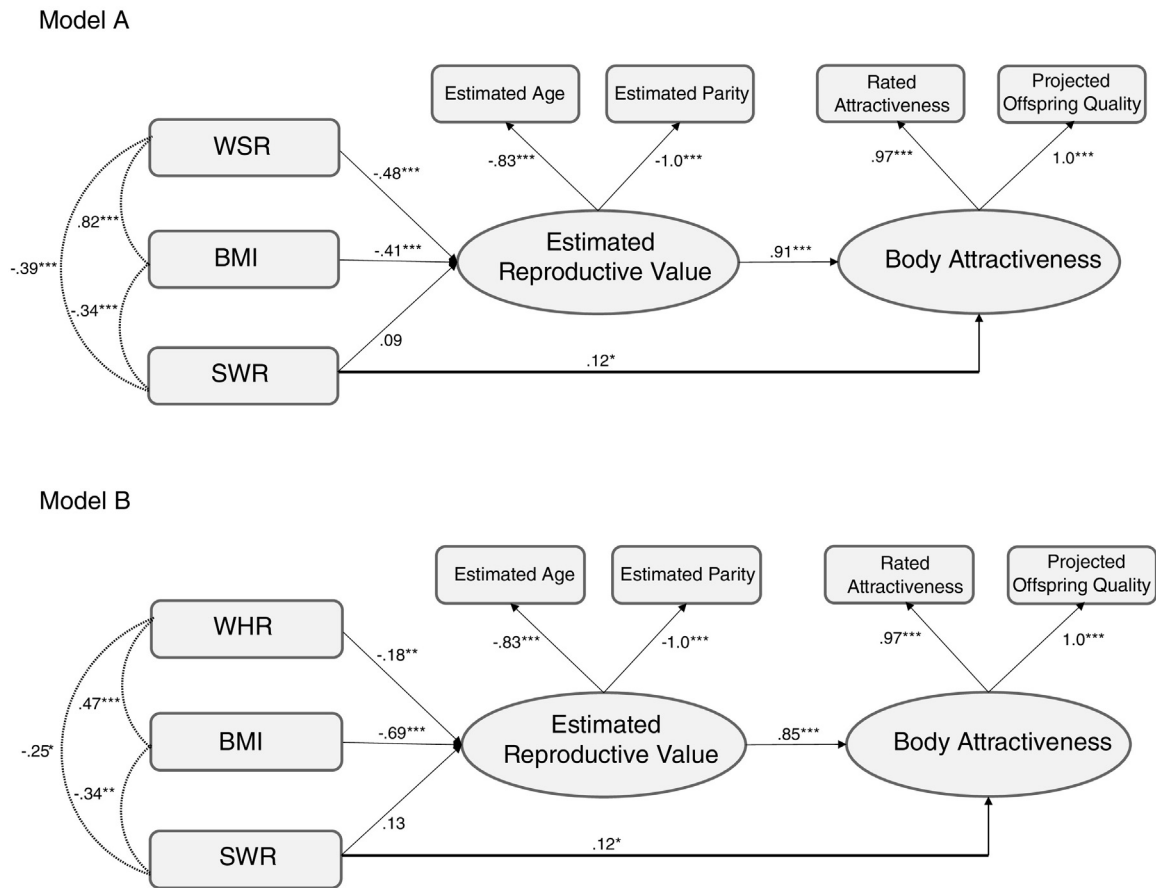 Model A
Estimated Age
Estimated Parity
Rated
Attractiveness
Projected
Offspring Quality
WSR
-.83***
-1.0***
.97***
1.0***
-.48***
.82***
BMI
-.41***
Estimated
Reproductive Value
.91***
Body Attractiveness
-.39***
-.34***
.09
SWR
.12*
Model B
Estimated Age
Estimated Parity
Rated
Attractiveness
Projected
Offspring Quality
WHR
-.83***
-1.0***
.97***
1.0***
-.18**
.47***
BMI
-.69***
Estimated
Reproductive Value
.85***
Body Attractiveness
-.25*
-.34**
.13
SWR
.12*